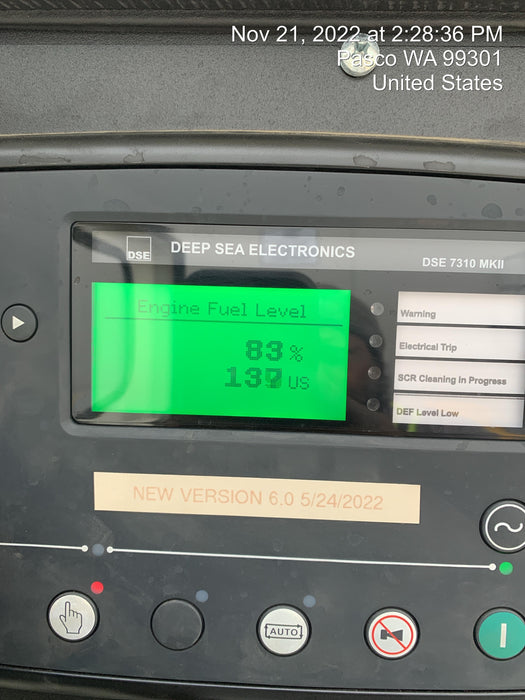 Nov 21, 2022 at 2:28:36 PM
Pasco WA 99301
United States
DSE
DEEP SEA ELECTRONICS
DSE 7310 MKII
Engine Fuel Level
83 %
US
Warning
Electrical Trip
SCR Cleaning in Progress
DEF Level Low
NEW VERSION 6.0 5/24/2022
AUTO